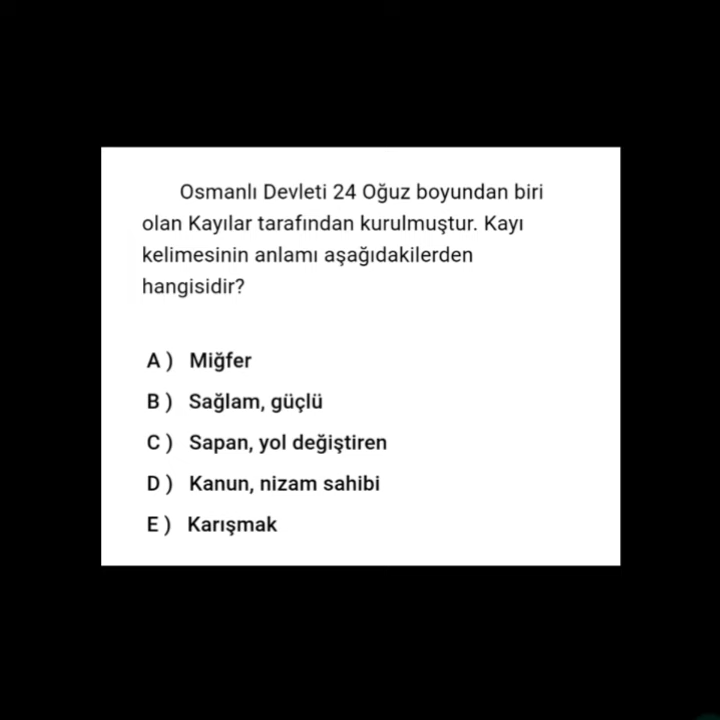 Osmanlı Devleti 24 Oğuz boyundan biri
olan Kayılar tarafından kurulmuştur. Kayı
kelimesinin anlamı aşağıdakilerden
hangisidir?
A ) Miğfer
B ) Sağlam, güçlü
C ) Sapan, yol değiştiren
D ) Kanun, nizam sahibi
E ) Karışmak